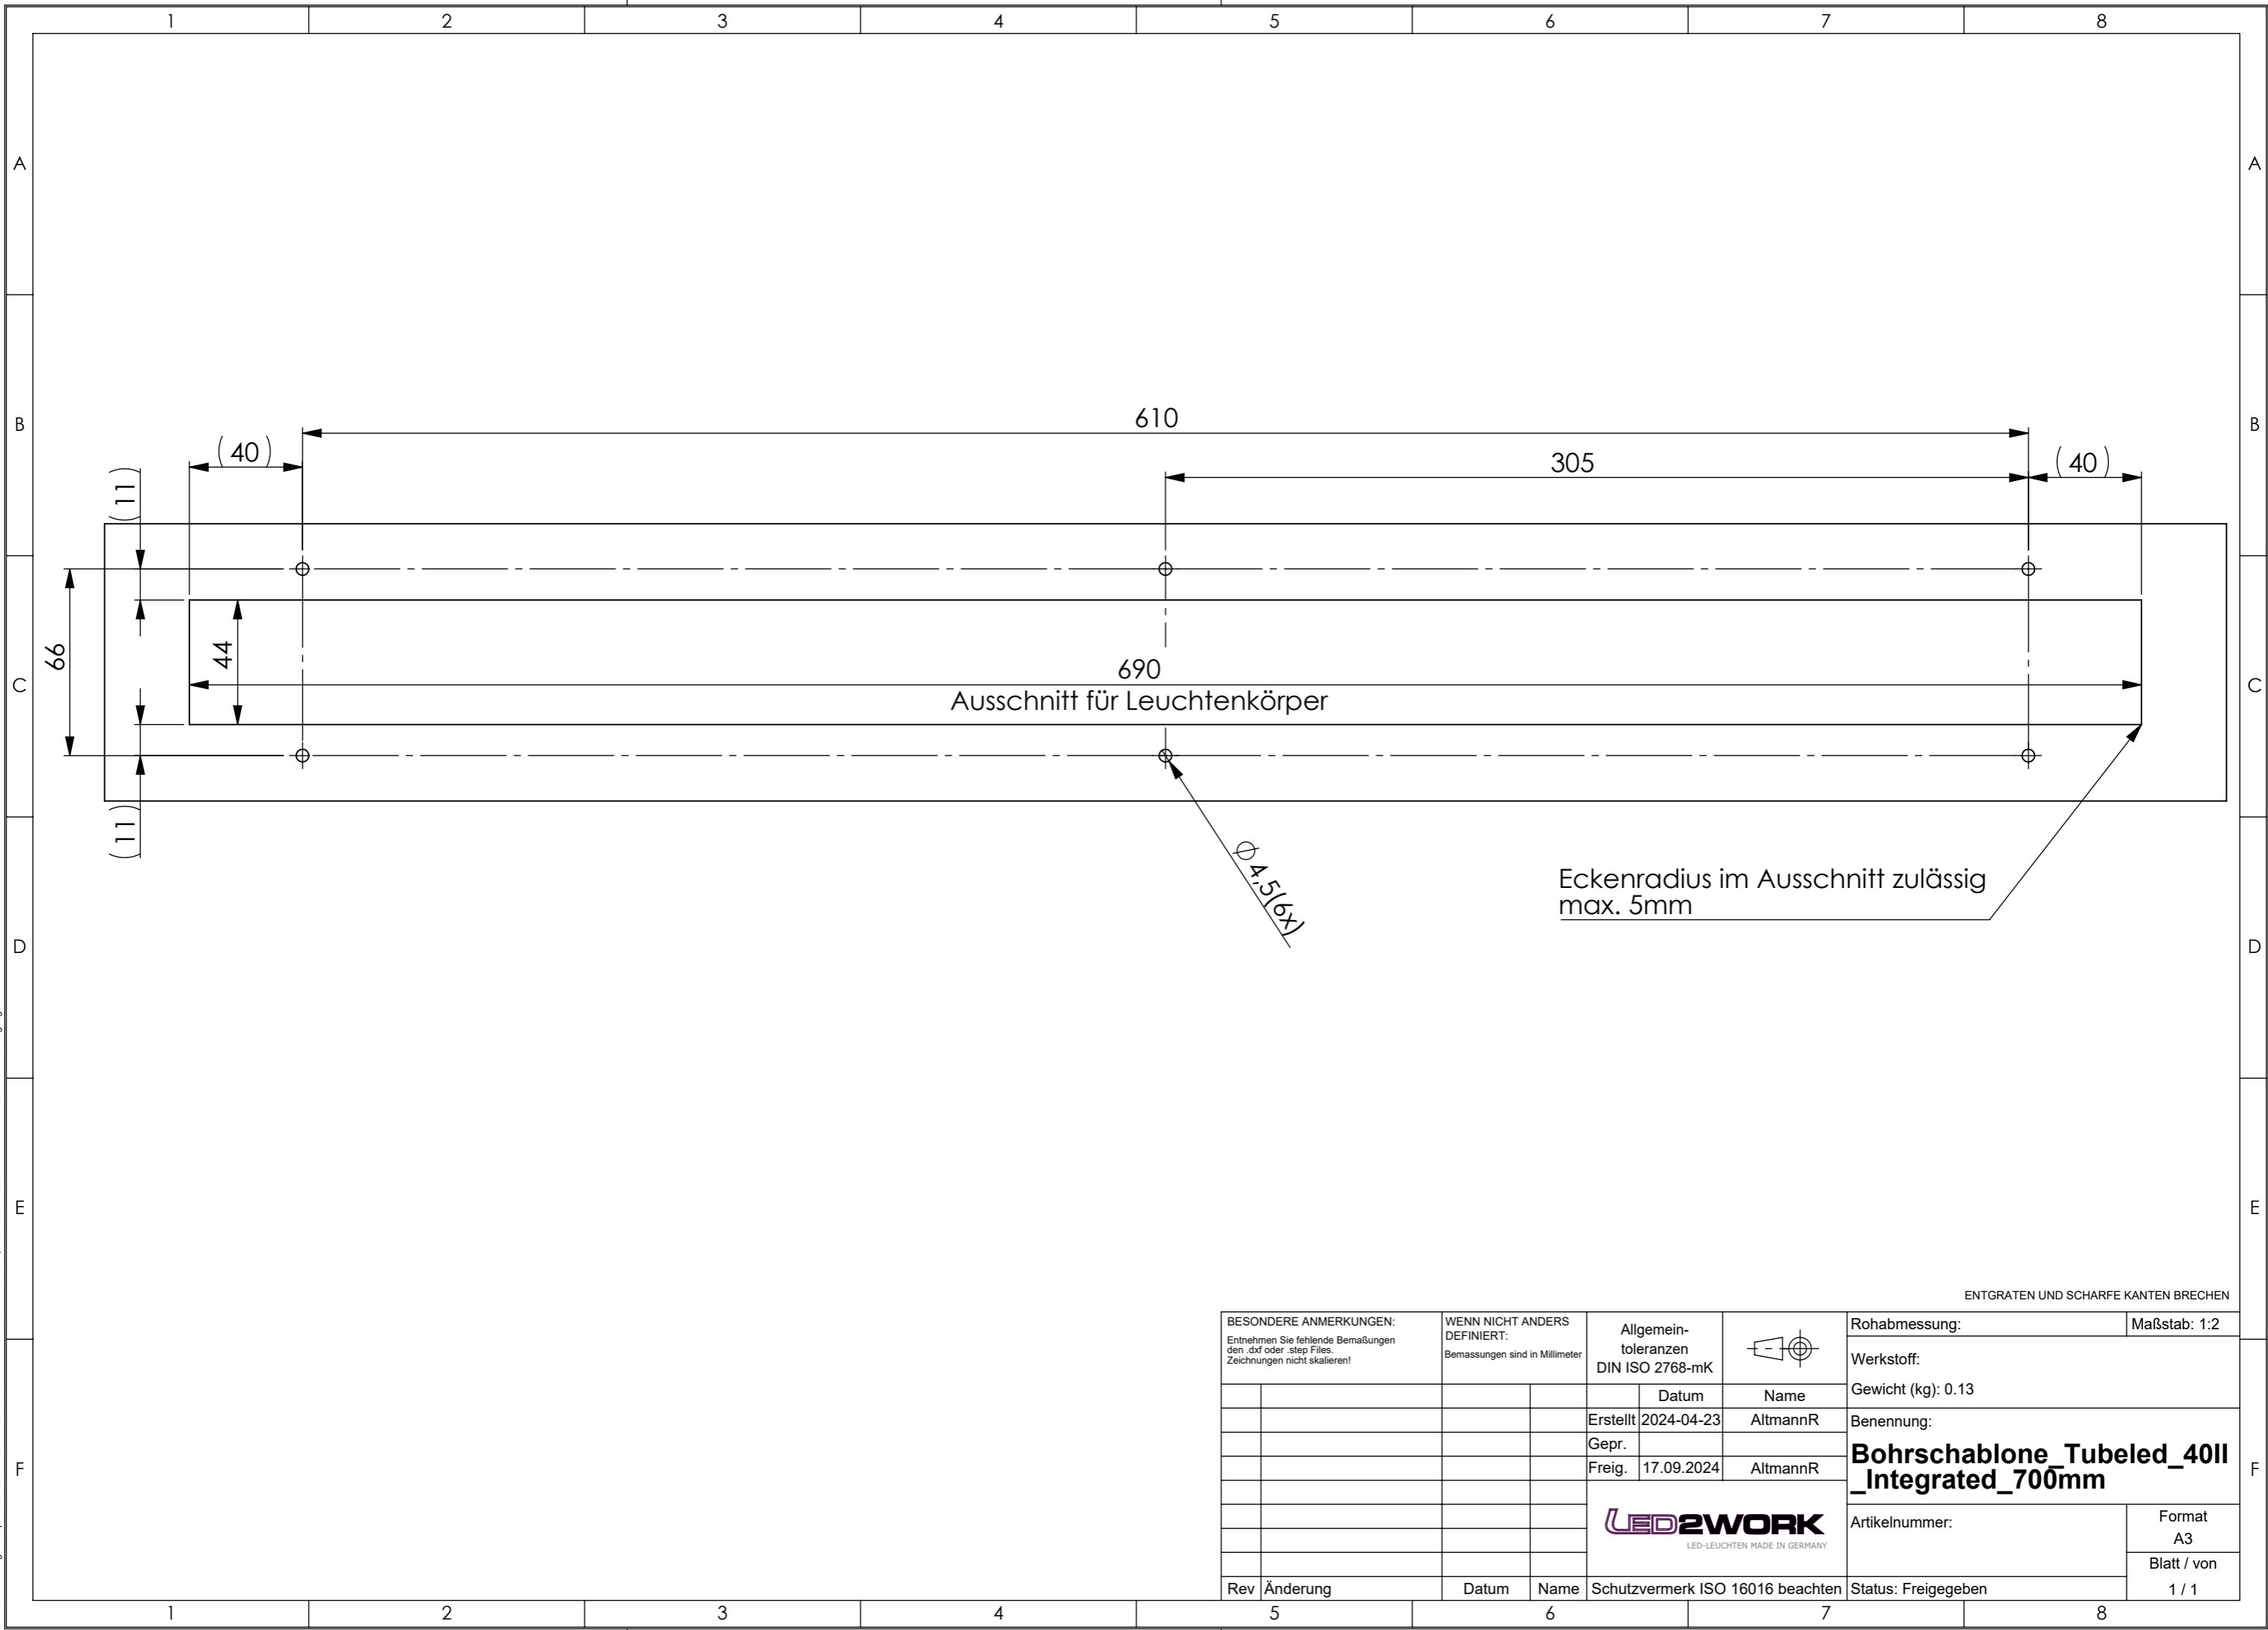 1 2 3 4 5 6 7 8
A A
B B
C C
D D
E E
F F
610
(40)
305
(40)
(11)
66
44
690
Ausschnitt für Leuchtenkörper
(11)
Ø 4,5(6x)
Eckenradius im Ausschnitt zulässig
max. 5mm
ENTGRATEN UND SCHARFE KANTEN BRECHEN
BESONDERE ANMERKUNGEN:
Entnehmen Sie fehlende Bemaßungen
den .dxf oder .step Files.
Zeichnungen nicht skalieren!
WENN NICHT ANDERS
DEFINIERT:
Bemassungen sind in Millimeter
Allgemein-
toleranzen
DIN ISO 2768-mK
Rohabmessung:
Maßstab: 1:2
Werkstoff:
Gewicht (kg): 0.13
Datum Name
Erstellt 2024-04-23 AltmannR
Gepr.
Freig. 17.09.2024 AltmannR
Benennung:
Bohrschablone_Tubeled_40II
_Integrated_700mm
LED2WORK
LED-LEUCHTEN MADE IN GERMANY
Artikelnummer:
Format
A3
Blatt / von
1 / 1
Rev Änderung Datum Name
Schutzvermerk ISO 16016 beachten
Status: Freigegeben
1 2 3 4 5 6 7 8